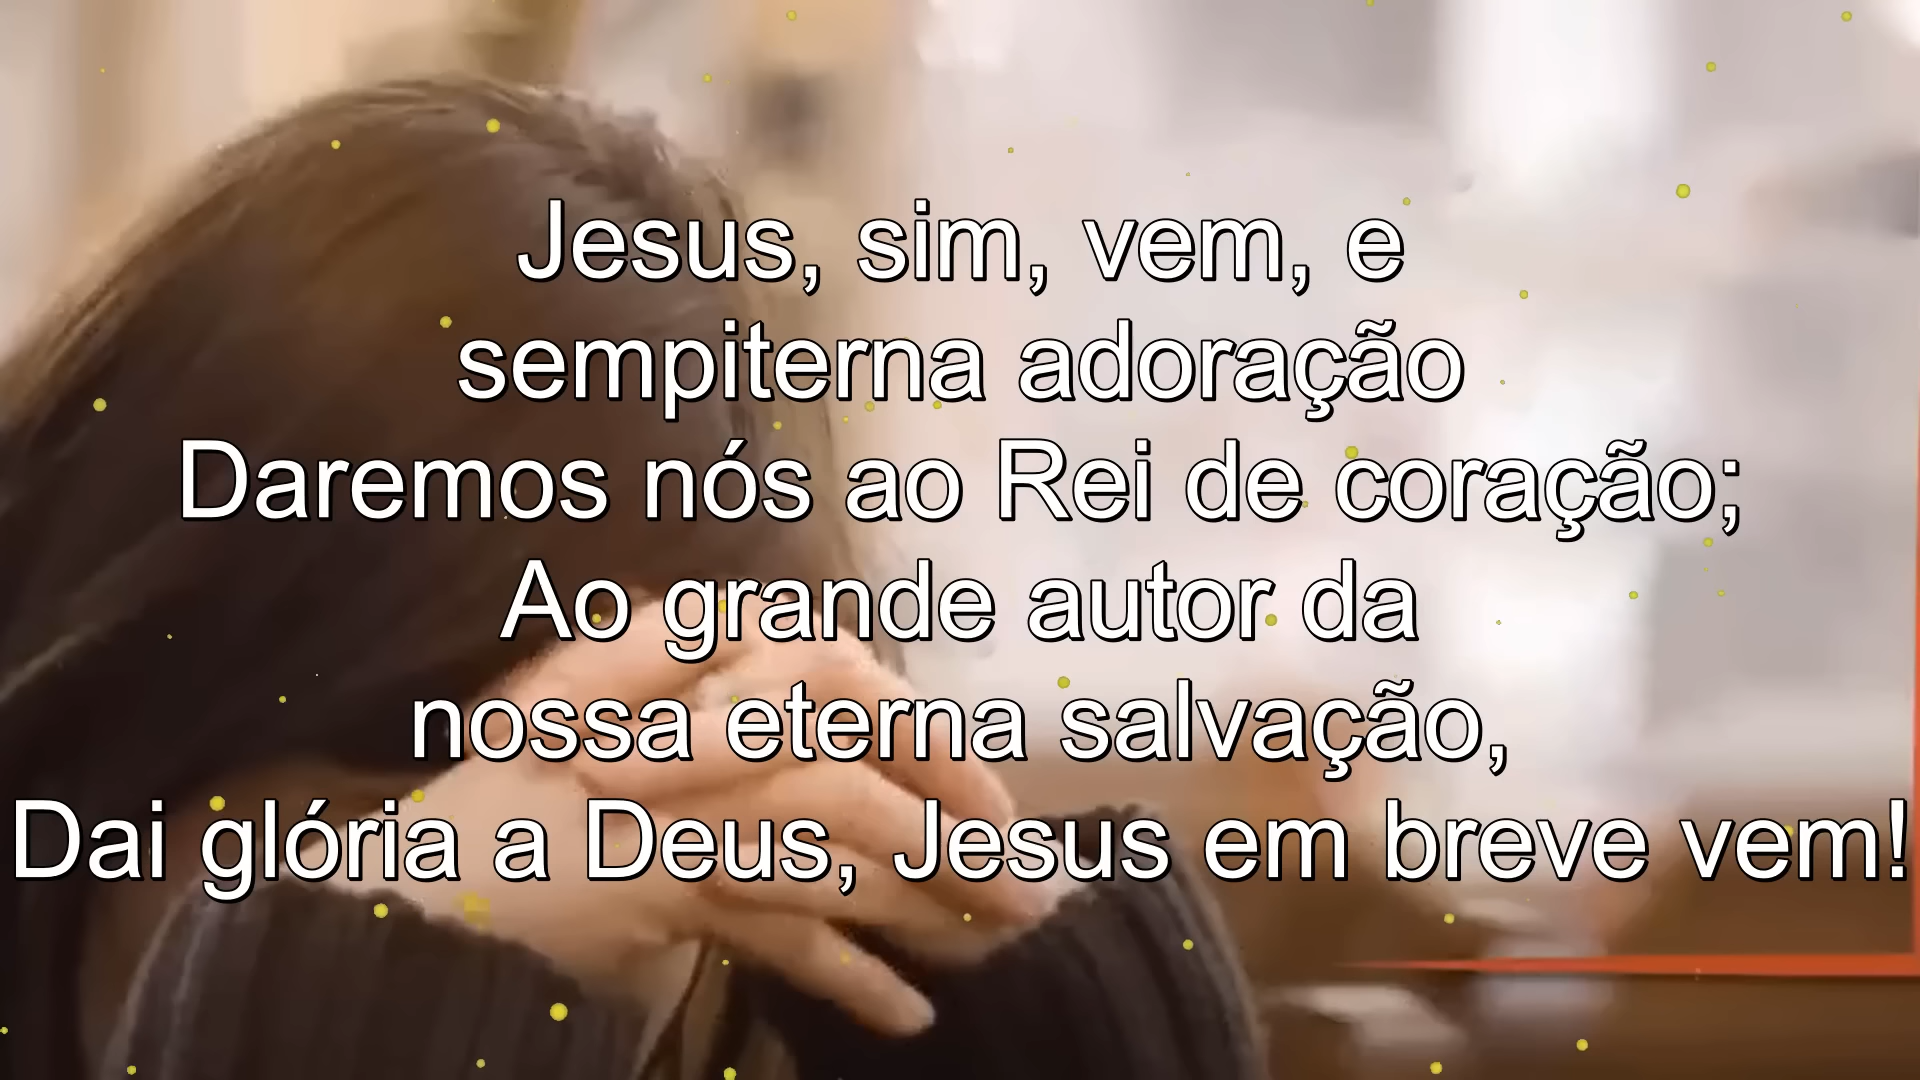 Jesus, sim, vem, e
sempiterna adoração
Daremos nós ao Rei de coração;
Ao grande autor da
nossa eterna salvação,
Dai glória a Deus, Jesus em breve vem!